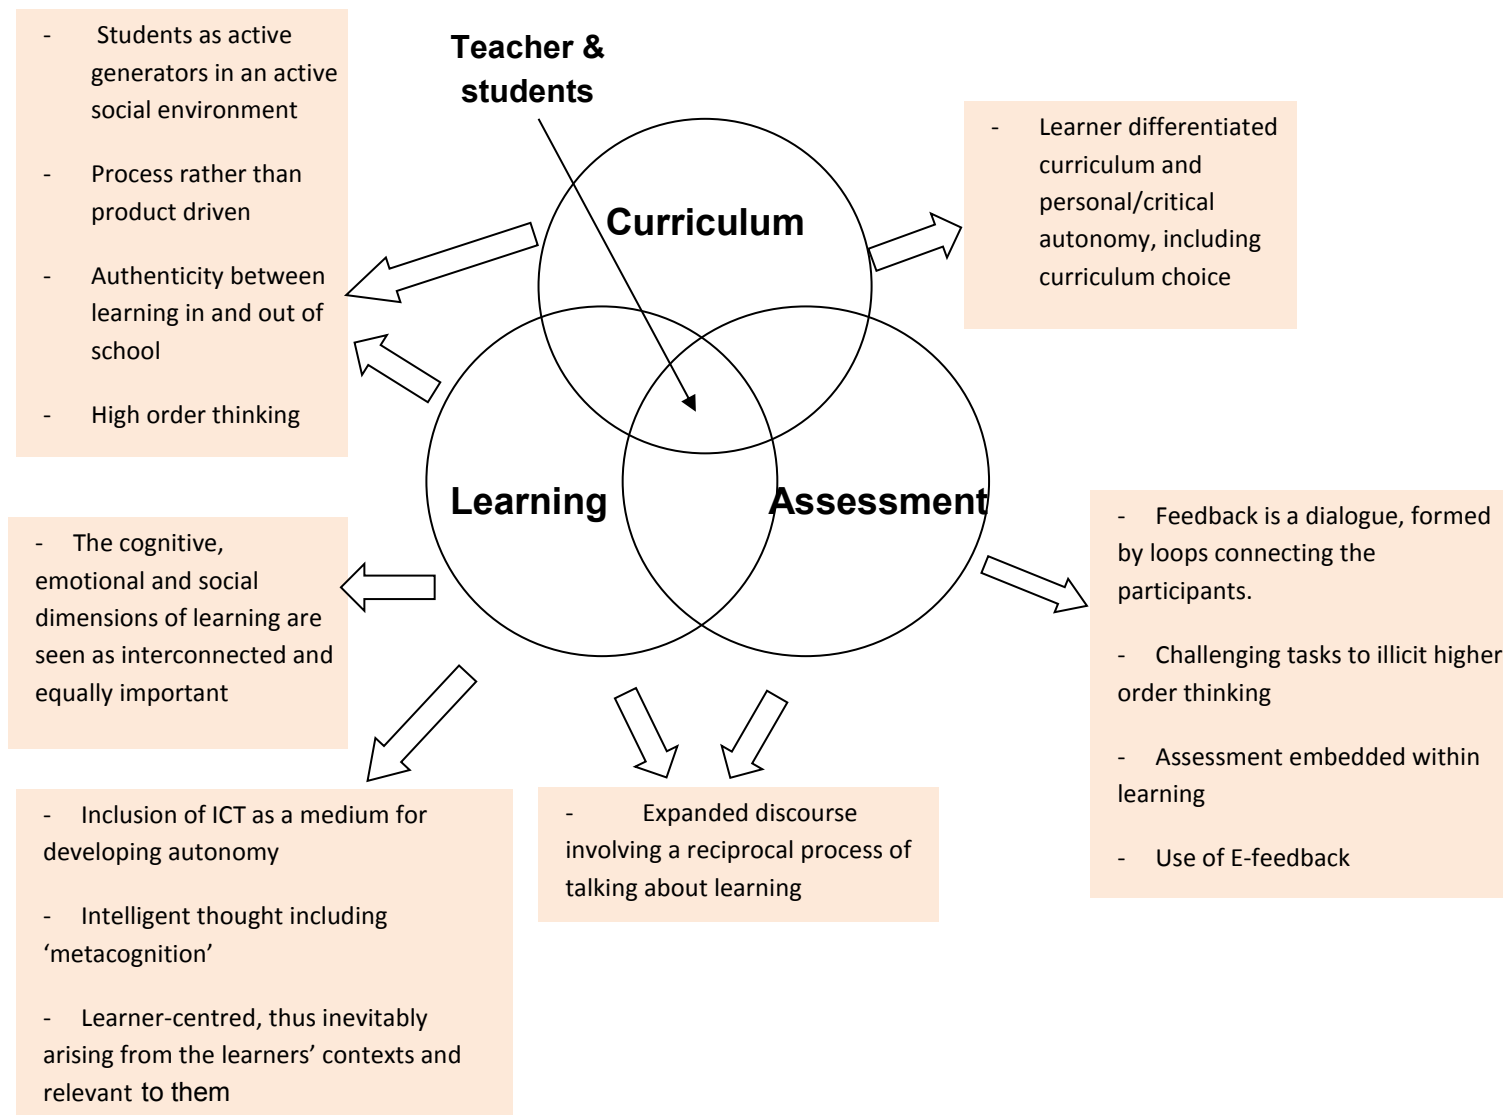 - Students as active
generators in an active
social environment
- Process rather than
product driven
- Authenticity between
learning in and out of
school
- High order thinking
Teacher &
students
Curriculum
- Learner differentiated
curriculum and
personal/critical
autonomy, including
curriculum choice
Learning
Assessment
- The cognitive,
emotional and social
dimensions of learning are
seen as interconnected and
equally important
- Feedback is a dialogue, formed
by loops connecting the
participants.
- Challenging tasks to illicit higher
order thinking
- Assessment embedded within
learning
- Use of E-feedback
- Inclusion of ICT as a medium for
developing autonomy
- Intelligent thought including
‘metacognition’
- Learner-centred, thus inevitably
arising from the learners’ contexts and
relevant to them
- Expanded discourse
involving a reciprocal process of
talking about learning